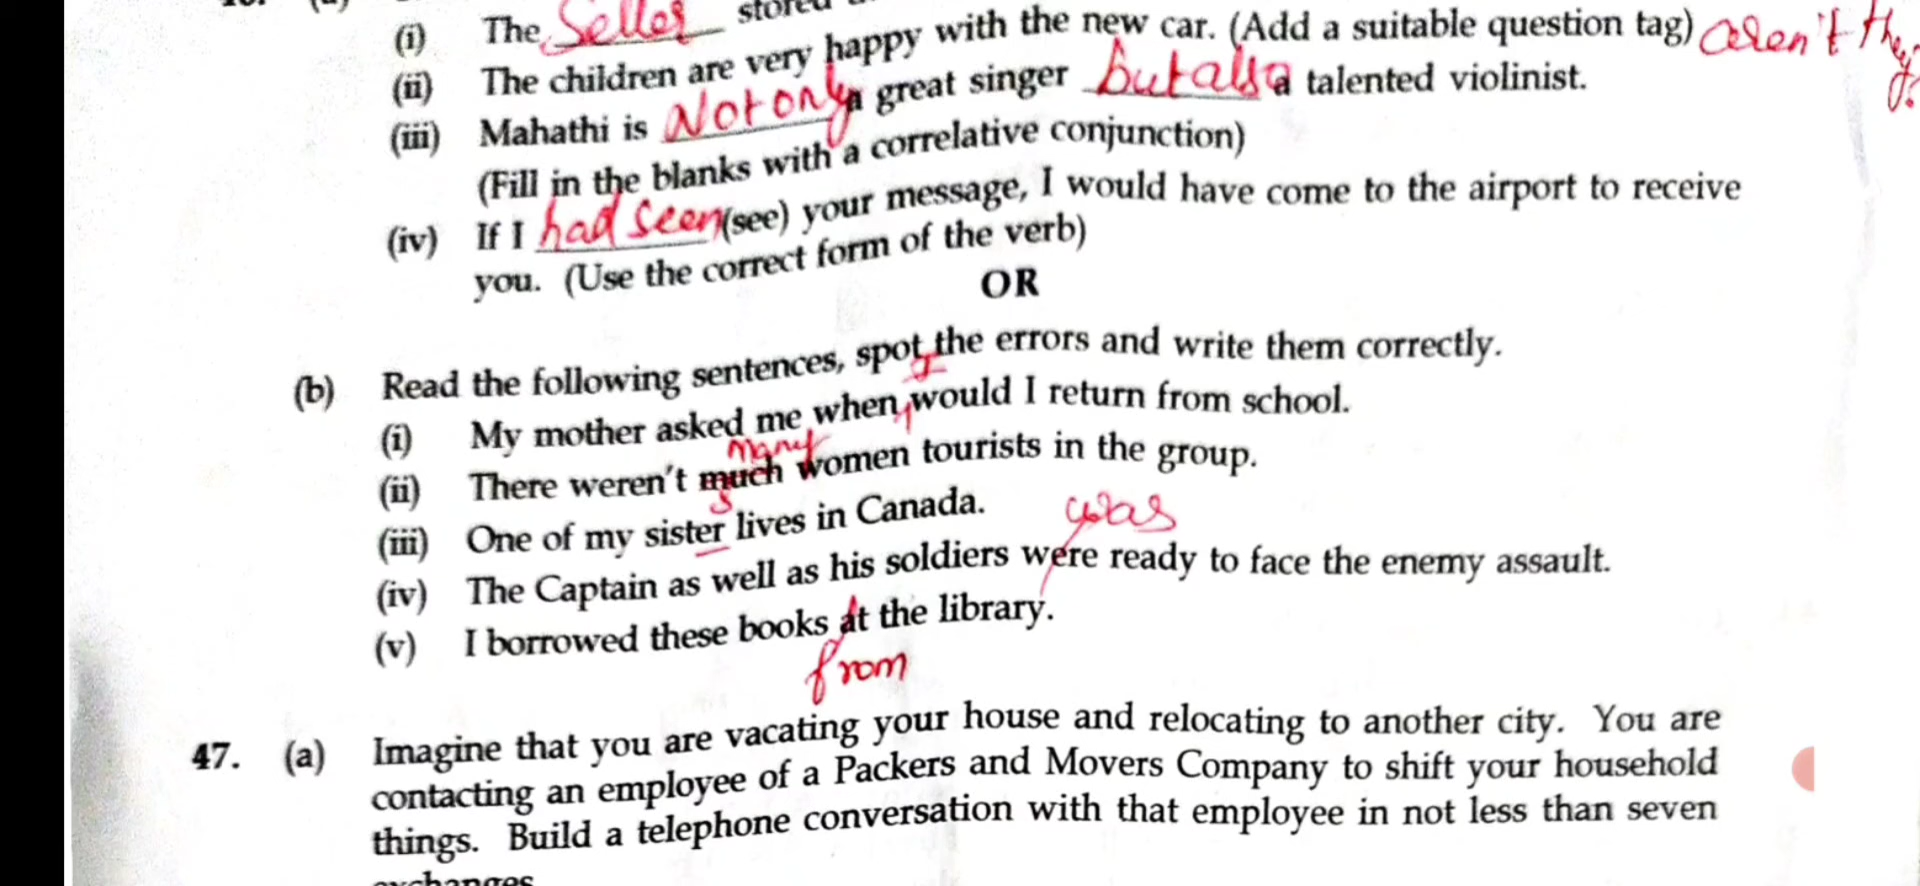 (i) The Seller
(ii) The children are very happy with the new car. (Add a suitable question tag) aren't they?
(iii) Mahathi is Not only a great singer but also a talented violinist.
(Fill in the blanks with a correlative conjunction)
(iv) If I had seen (see) your message, I would have come to the airport to receive
you. (Use the correct form of the verb)
OR
(b) Read the following sentences, spot the errors and write them correctly.
I
(i) My mother asked me when would I return from school.
many
(ii) There weren't much women tourists in the group.
s
(iii) One of my sister lives in Canada.
was
(iv) The Captain as well as his soldiers were ready to face the enemy assault.
(v) I borrowed these books at the library.
from
47. (a) Imagine that you are vacating your house and relocating to another city. You are
contacting an employee of a Packers and Movers Company to shift your household
things. Build a telephone conversation with that employee in not less than seven
exchanges